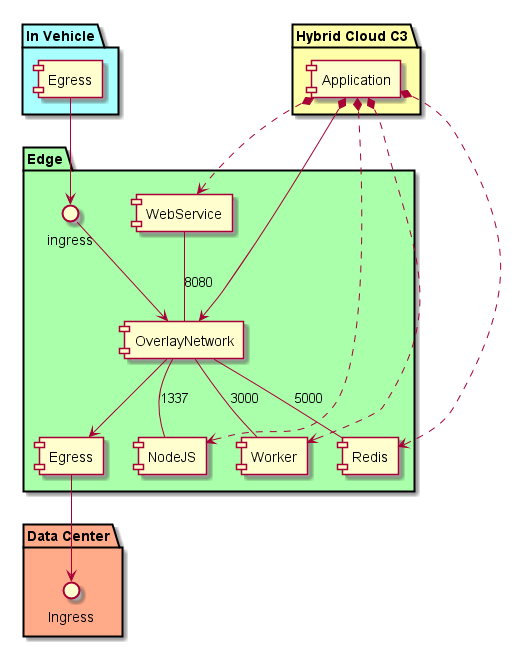 In Vehicle
Hybrid Cloud C3
Egress
Application
Edge
WebService
ingress
8080
OverlayNetwork
1337
3000
5000
Egress
NodeJS
Worker
Redis
Data Center
Ingress